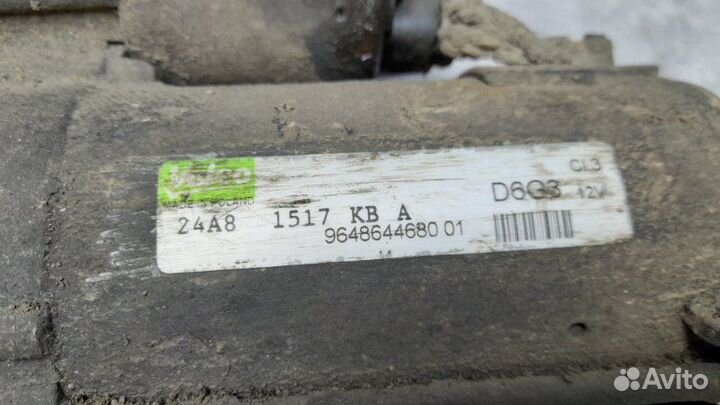 Valeo
MADE IN POLAND
24A8 1517 KB A
9648644680 01
CL3
D6G3 12V
Avito